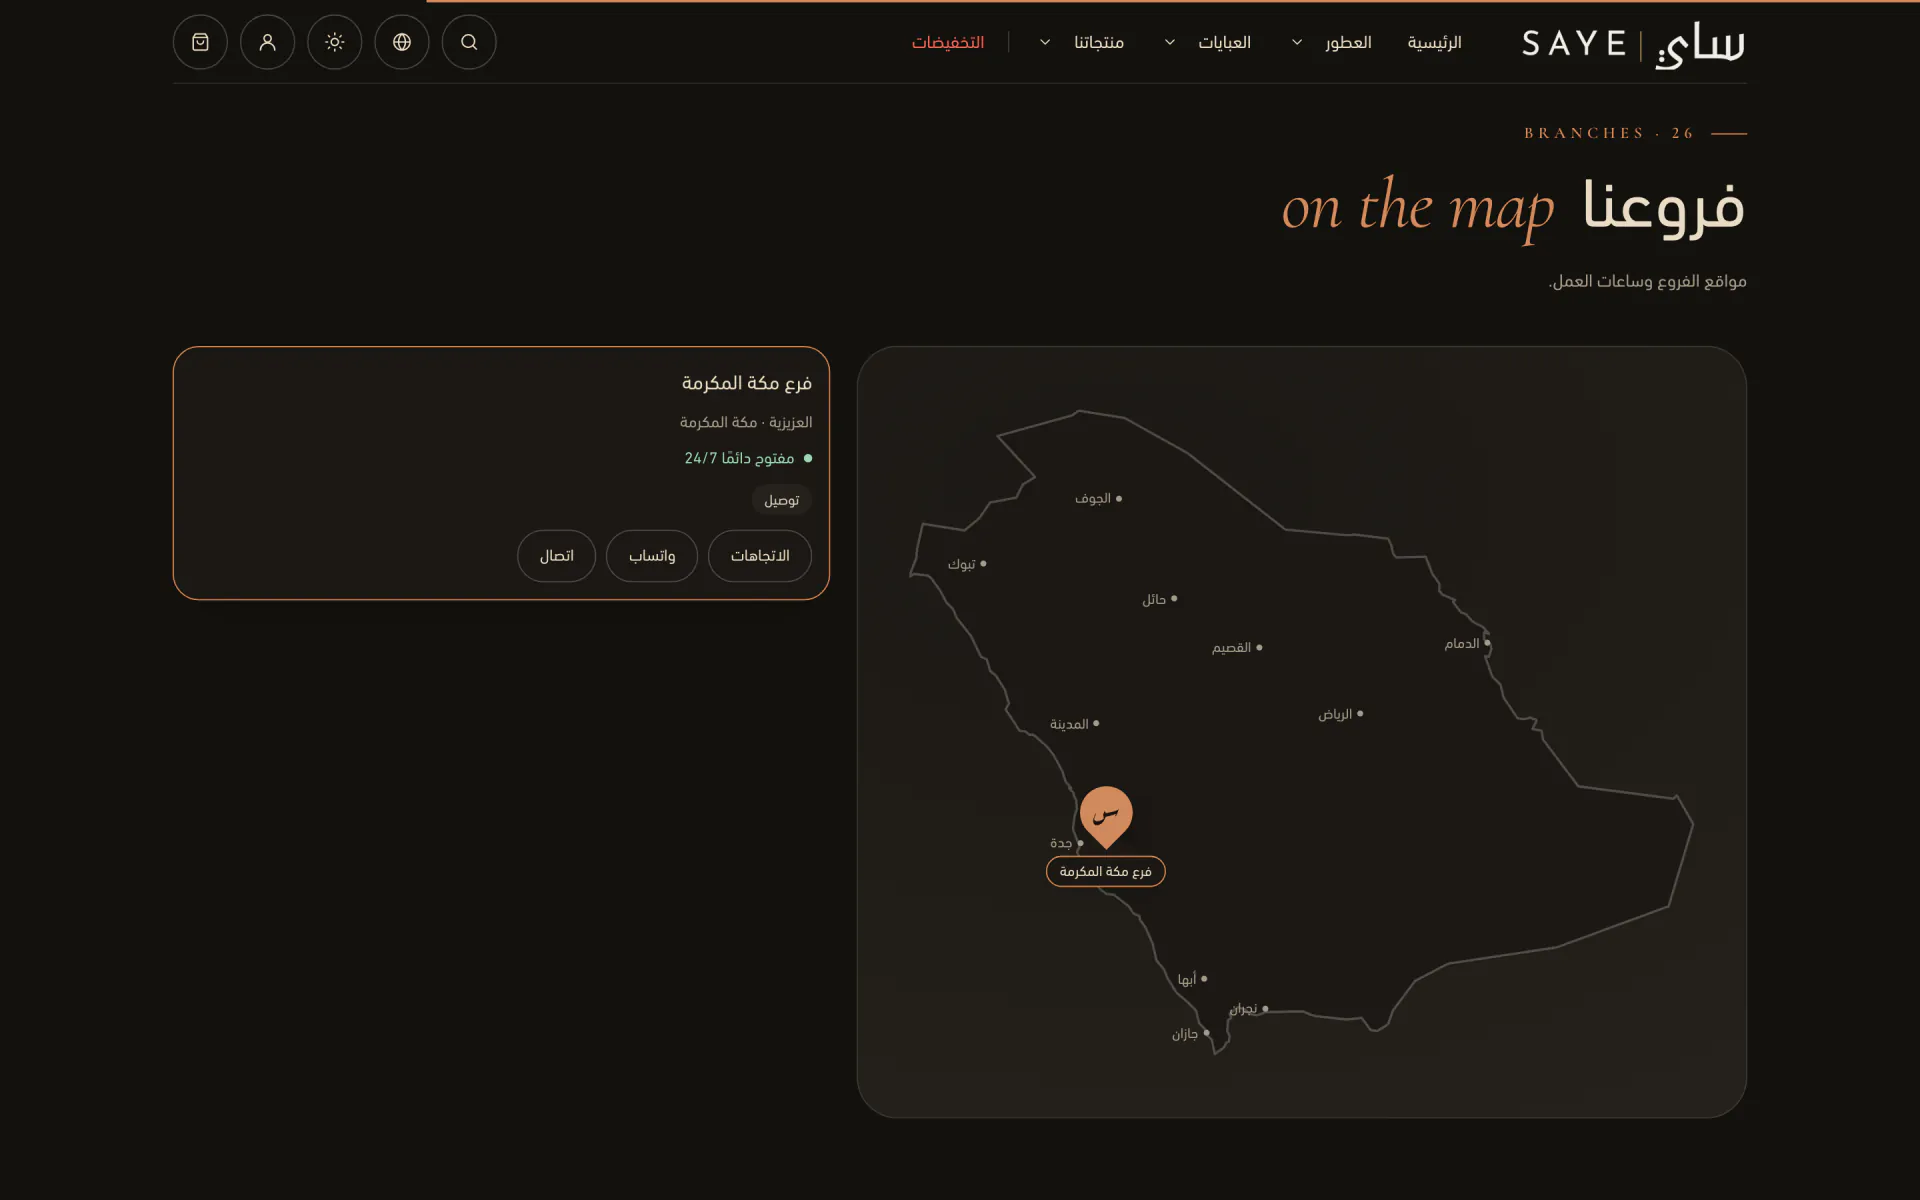 ساي | SAYE
الرئيسية
العطور
العبايات
منتجاتنا
التخفيضات
BRANCHES · 26
فروعنا on the map
مواقع الفروع وساعات العمل.
فرع مكة المكرمة
العزيزية · مكة المكرمة
مفتوح دائمًا 24/7
توصيل
الاتجاهات
واتساب
اتصال
الجوف
تبوك
حائل
القصيم
الدمام
الرياض
المدينة
س
جدة
فرع مكة المكرمة
أبها
نجران
جازان